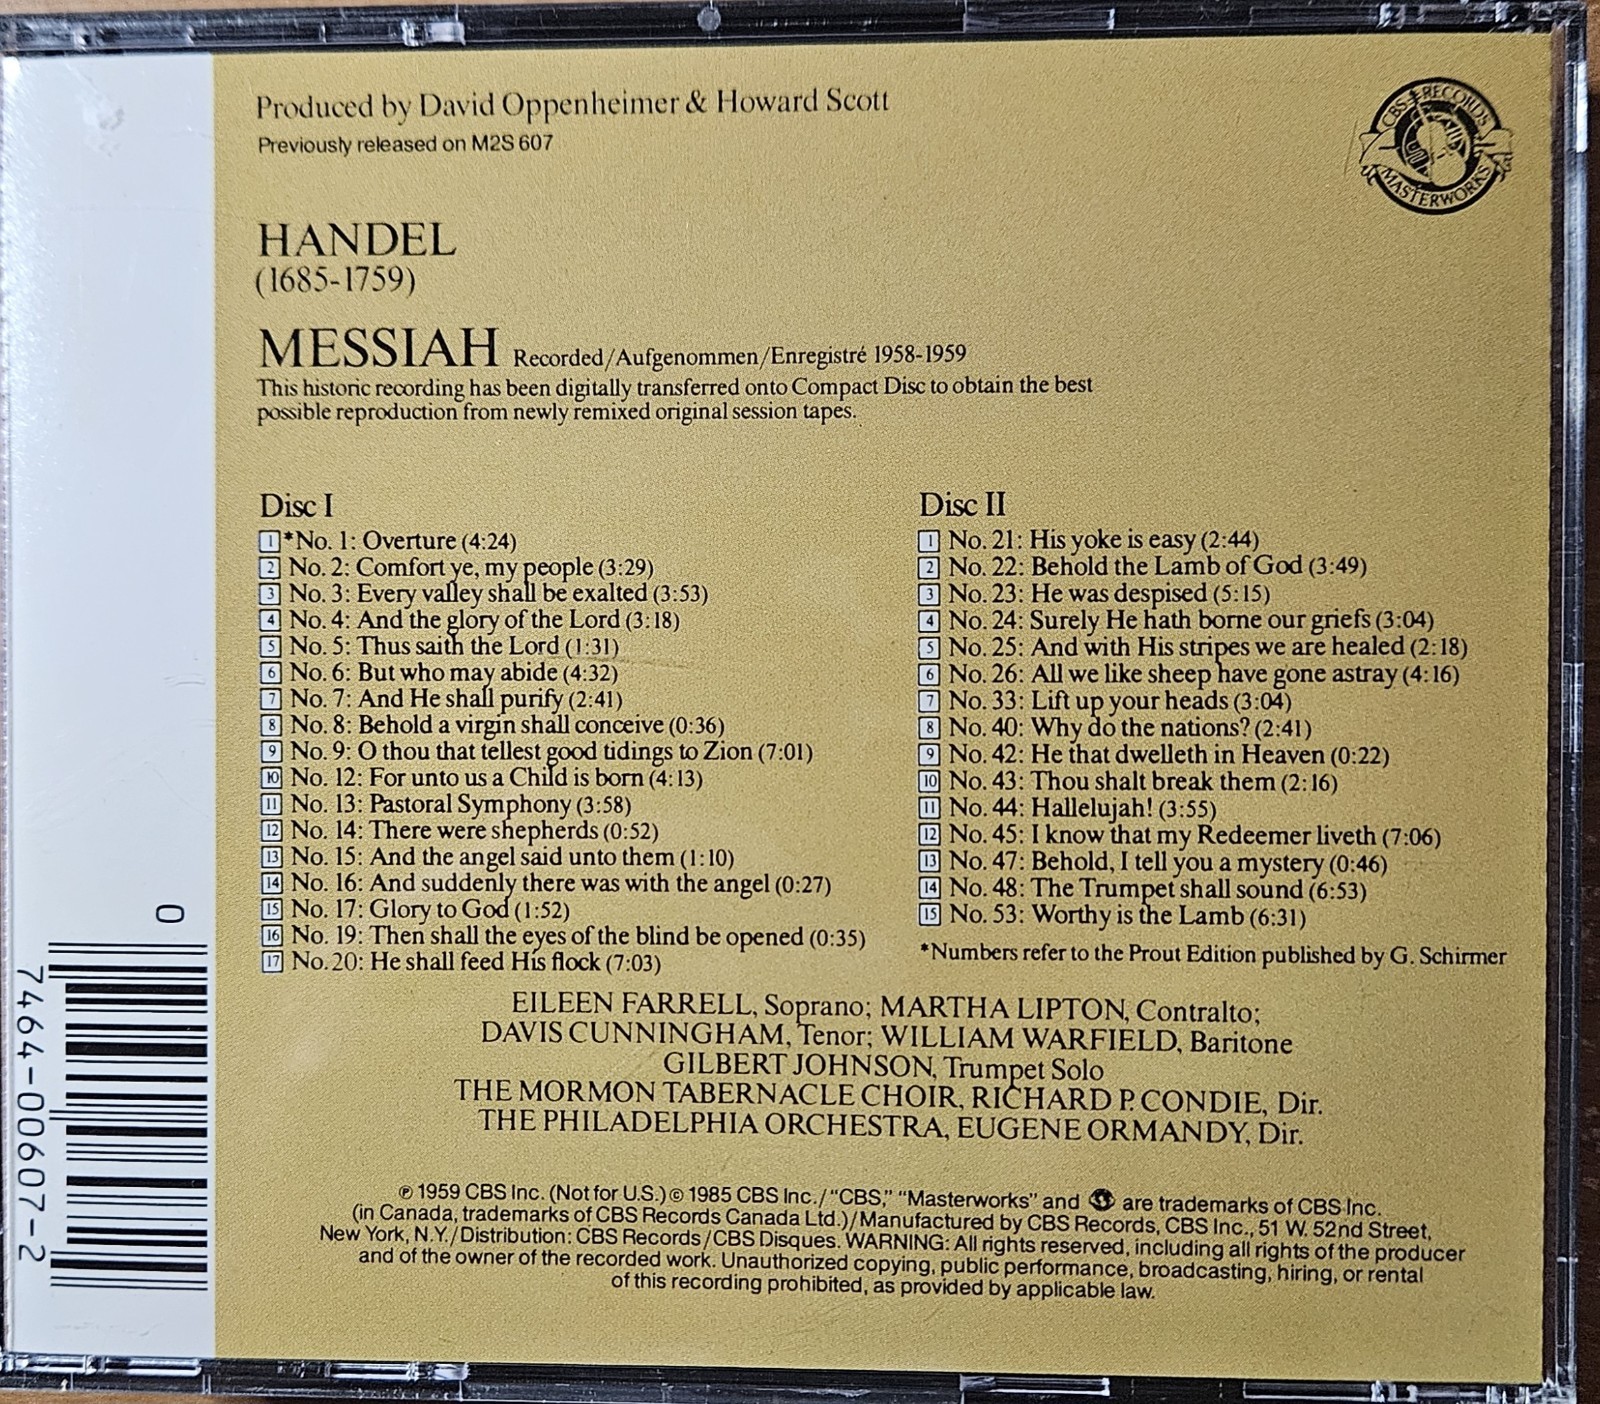 Produced by David Oppenheimer & Howard Scott
Previously released on M2S 607
CBS RECORDS
MASTERWORKS
HANDEL
(1685-1759)
MESSIAH Recorded/Aufgenommen/Enregistré 1958-1959
This historic recording has been digitally transferred onto Compact Disc to obtain the best
possible reproduction from newly remixed original session tapes.
Disc I
1 *No. 1: Overture (4:24)
2 No. 2: Comfort ye, my people (3:29)
3 No. 3: Every valley shall be exalted (3:53)
4 No. 4: And the glory of the Lord (3:18)
5 No. 5: Thus saith the Lord (1:31)
6 No. 6: But who may abide (4:32)
7 No. 7: And He shall purify (2:41)
8 No. 8: Behold a virgin shall conceive (0:36)
9 No. 9: O thou that tellest good tidings to Zion (7:01)
10 No. 12: For unto us a Child is born (4:13)
11 No. 13: Pastoral Symphony (3:58)
12 No. 14: There were shepherds (0:52)
13 No. 15: And the angel said unto them (1:10)
14 No. 16: And suddenly there was with the angel (0:27)
15 No. 17: Glory to God (1:52)
16 No. 19: Then shall the eyes of the blind be opened (0:35)
17 No. 20: He shall feed His flock (7:03)
Disc II
1 No. 21: His yoke is easy (2:44)
2 No. 22: Behold the Lamb of God (3:49)
3 No. 23: He was despised (5:15)
4 No. 24: Surely He hath borne our griefs (3:04)
5 No. 25: And with His stripes we are healed (2:18)
6 No. 26: All we like sheep have gone astray (4:16)
7 No. 33: Lift up your heads (3:04)
8 No. 40: Why do the nations? (2:41)
9 No. 42: He that dwelleth in Heaven (0:22)
10 No. 43: Thou shalt break them (2:16)
11 No. 44: Hallelujah! (3:55)
12 No. 45: I know that my Redeemer liveth (7:06)
13 No. 47: Behold, I tell you a mystery (0:46)
14 No. 48: The Trumpet shall sound (6:53)
15 No. 53: Worthy is the Lamb (6:31)
*Numbers refer to the Prout Edition published by G. Schirmer
EILEEN FARRELL, Soprano; MARTHA LIPTON, Contralto;
DAVIS CUNNINGHAM, Tenor; WILLIAM WARFIELD, Baritone
GILBERT JOHNSON, Trumpet Solo
THE MORMON TABERNACLE CHOIR, RICHARD P. CONDIE, Dir.
THE PHILADELPHIA ORCHESTRA, EUGENE ORMANDY, Dir.
℗ 1959 CBS Inc. (Not for U.S.) © 1985 CBS Inc./"CBS," "Masterworks" and are trademarks of CBS Inc.
(in Canada, trademarks of CBS Records Canada Ltd.)/Manufactured by CBS Records, CBS Inc., 51 W. 52nd Street,
New York, N.Y./Distribution: CBS Records/CBS Disques. WARNING: All rights reserved, including all rights of the producer
and of the owner of the recorded work. Unauthorized copying, public performance, broadcasting, hiring, or rental
of this recording prohibited, as provided by applicable law.
0
7464-00607-2